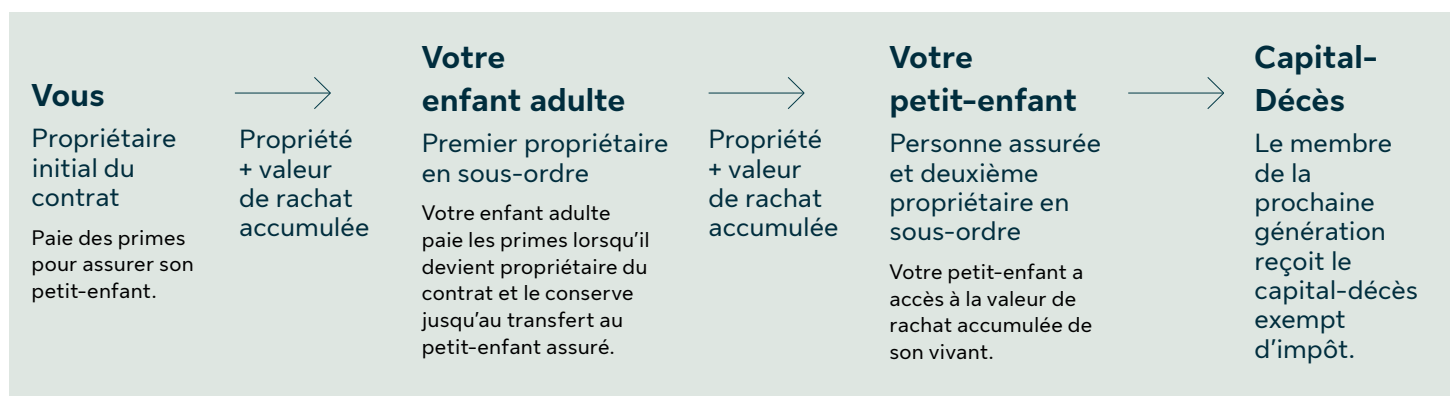 Vous
Propriétaire
initial du
contrat
Paie des primes
pour assurer son
petit-enfant.
Propriété
+ valeur
de rachat
accumulée
Votre
enfant adulte
Premier propriétaire
en sous-ordre
Votre enfant adulte
paie les primes lorsqu’il
devient propriétaire du
contrat et le conserve
jusqu’au transfert au
petit-enfant assuré.
Propriété
+ valeur
de rachat
accumulée
Votre
petit-enfant
Personne assurée
et deuxième
propriétaire en
sous-ordre
Votre petit-enfant a
accès à la valeur de
rachat accumulée de
son vivant.
Capital-
Décès
Le membre
de la
prochaine
génération
reçoit le
capital-décès
exempt
d’impôt.